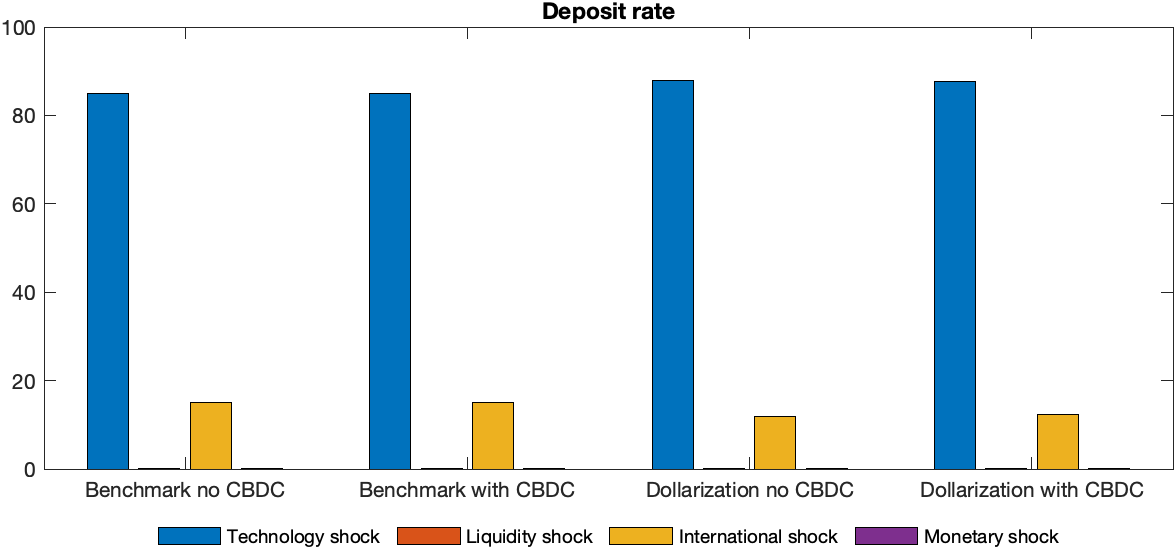 Deposit rate
100
80
60
40
20
0
Benchmark no CBDC Benchmark with CBDC Dollarization no CBDC Dollarization with CBDC
Technology shock Liquidity shock International shock Monetary shock